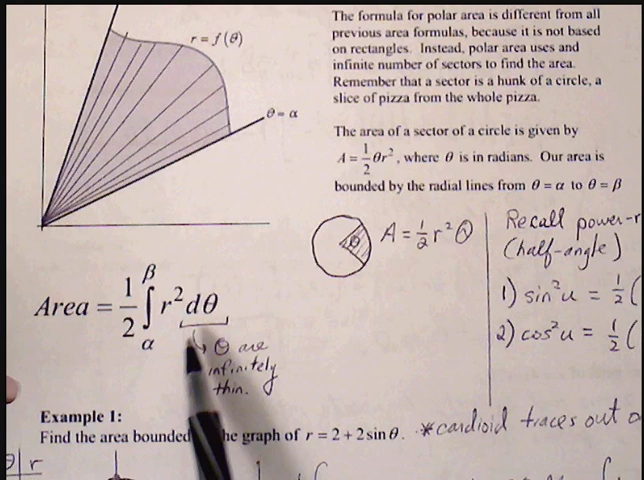 r = f(θ)
θ = α
The formula for polar area is different from all
previous area formulas, because it is not based
on rectangles. Instead, polar area uses and
infinite number of sectors to find the area.
Remember that a sector is a hunk of a circle, a
slice of pizza from the whole pizza.
The area of a sector of a circle is given by
A = 1/2 θr², where θ is in radians. Our area is
bounded by the radial lines from θ = α to θ = β
θ
A = 1/2 r² θ
Recall power-r
(half-angle)
1) sin²u = 1/2 (
2) cos²u = 1/2 (
Area = 1/2 ∫ β α r² dθ
↳ θ are
infinitely
thin.
Example 1:
Find the area bounded he graph of r = 2 + 2 sin θ. *cardioid traces out
θ | r